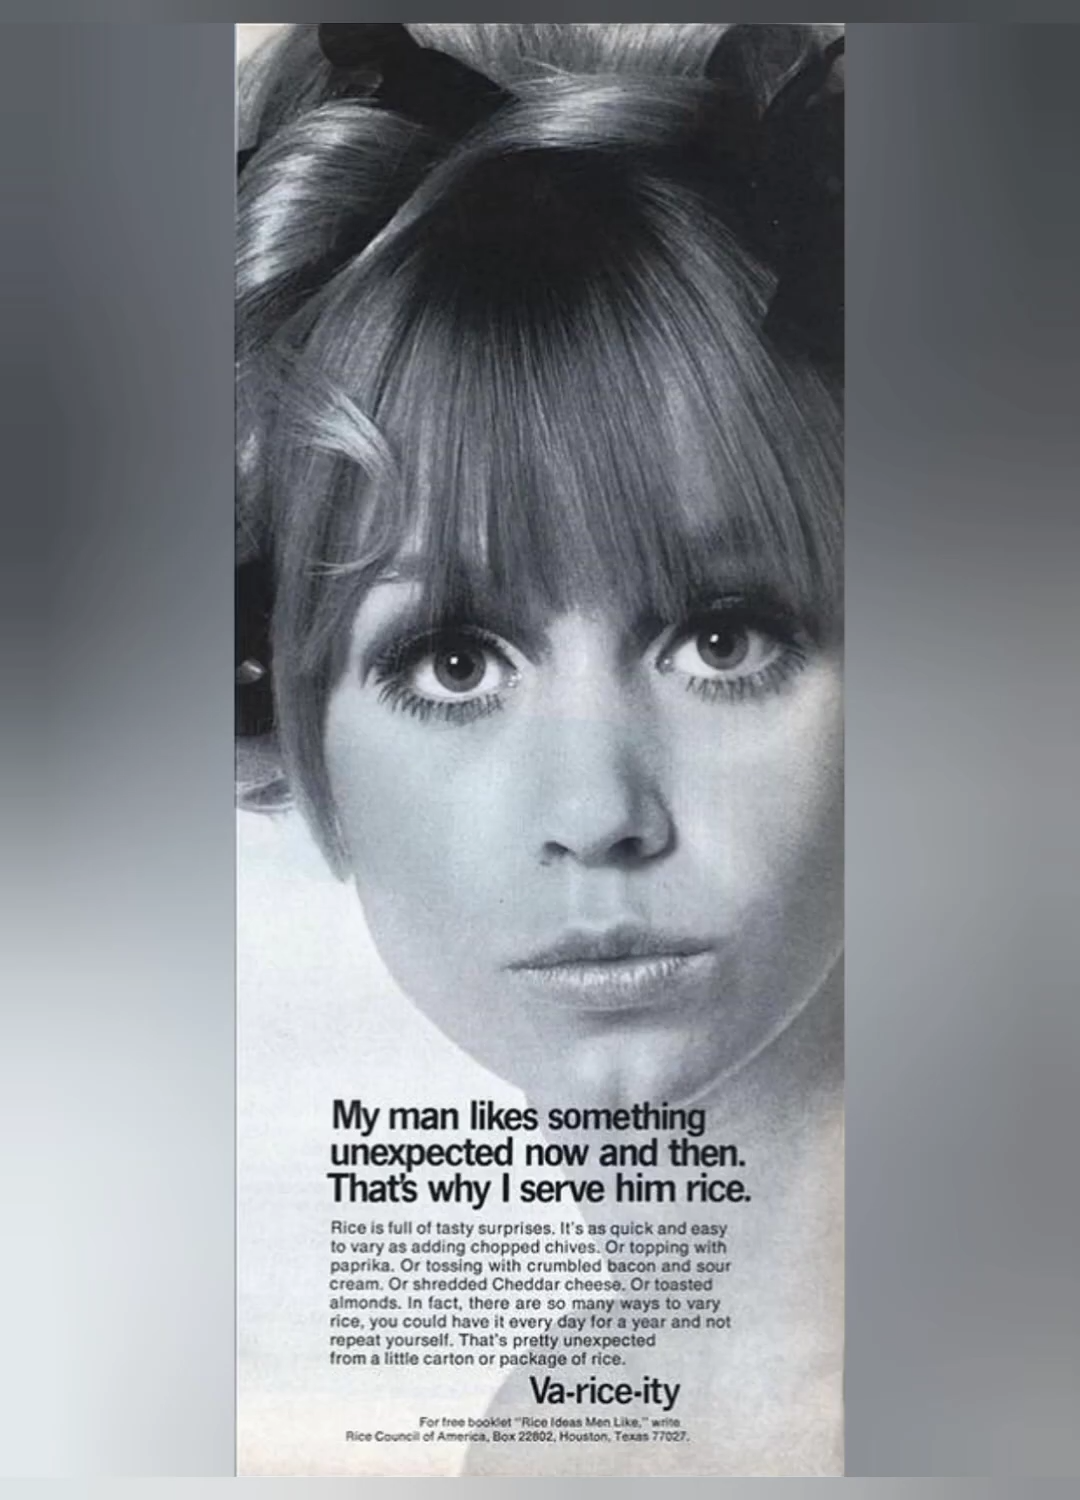 My man likes something
unexpected now and then.
That's why I serve him rice.
Rice is full of tasty surprises. It's as quick and easy
to vary as adding chopped chives. Or topping with
paprika. Or tossing with crumbled bacon and sour
cream. Or shredded Cheddar cheese. Or toasted
almonds. In fact, there are so many ways to vary
rice, you could have it every day for a year and not
repeat yourself. That's pretty unexpected
from a little carton or package of rice.
Va-rice-ity
For free booklet "Rice Ideas Men Like," write
Rice Council of America, Box 22802, Houston, Texas 77027.